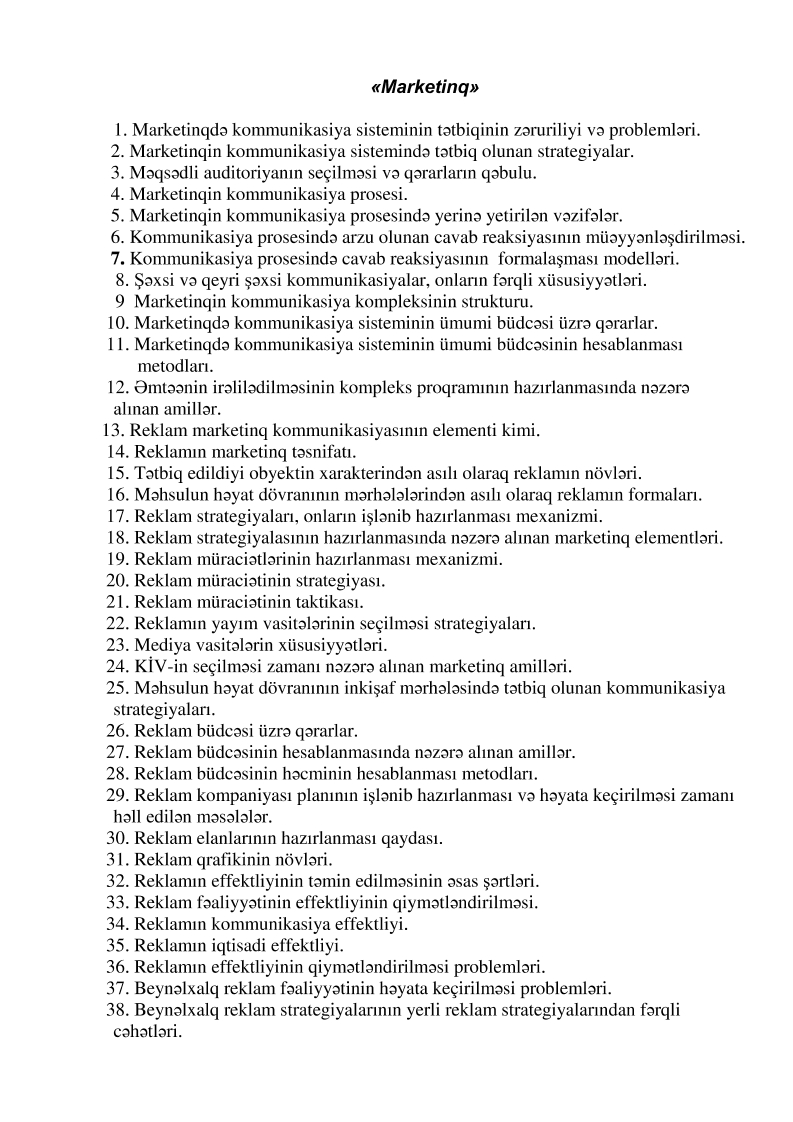 «Marketinq»
1. Marketinqdə kommunikasiya sisteminin tətbiqinin zəruriliyi və problemləri.
2. Marketinqin kommunikasiya sistemində tətbiq olunan strategiyalar.
3. Məqsədli auditoriyanın seçilməsi və qərarların qəbulu.
4. Marketinqin kommunikasiya prosesi.
5. Marketinqin kommunikasiya prosesində yerinə yetirilən vəzifələr.
6. Kommunikasiya prosesində arzu olunan cavab reaksiyasının müəyyənləşdirilməsi.
7. Kommunikasiya prosesində cavab reaksiyasının formalaşması modelləri.
8. Şəxsi və qeyri şəxsi kommunikasiyalar, onların fərqli xüsusiyyətləri.
9 Marketinqin kommunikasiya kompleksinin strukturu.
10. Marketinqdə kommunikasiya sisteminin ümumi büdcəsi üzrə qərarlar.
11. Marketinqdə kommunikasiya sisteminin ümumi büdcəsinin hesablanması
metodları.
12. Əmtəənin irəlilədilməsinin kompleks proqramının hazırlanmasında nəzərə
alınan amillər.
13. Reklam marketinq kommunikasiyasının elementi kimi.
14. Reklamın marketinq təsnifatı.
15. Tətbiq edildiyi obyektin xarakterindən asılı olaraq reklamın növləri.
16. Məhsulun həyat dövranının mərhələlərindən asılı olaraq reklamın formaları.
17. Reklam strategiyaları, onların işlənib hazırlanması mexanizmi.
18. Reklam strategiyalasının hazırlanmasında nəzərə alınan marketinq elementləri.
19. Reklam müraciətlərinin hazırlanması mexanizmi.
20. Reklam müraciətinin strategiyası.
21. Reklam müraciətinin taktikası.
22. Reklamın yayım vasitələrinin seçilməsi strategiyaları.
23. Mediya vasitələrin xüsusiyyətləri.
24. KİV-in seçilməsi zamanı nəzərə alınan marketinq amilləri.
25. Məhsulun həyat dövranının inkişaf mərhələsində tətbiq olunan kommunikasiya
strategiyaları.
26. Reklam büdcəsi üzrə qərarlar.
27. Reklam büdcəsinin hesablanmasında nəzərə alınan amillər.
28. Reklam büdcəsinin həcminin hesablanması metodları.
29. Reklam kompaniyası planının işlənib hazırlanması və həyata keçirilməsi zamanı
həll edilən məsələlər.
30. Reklam elanlarının hazırlanması qaydası.
31. Reklam qrafikinin növləri.
32. Reklamın effektliyinin təmin edilməsinin əsas şərtləri.
33. Reklam fəaliyyətinin effektliyinin qiymətləndirilməsi.
34. Reklamın kommunikasiya effektliyi.
35. Reklamın iqtisadi effektliyi.
36. Reklamın effektliyinin qiymətləndirilməsi problemləri.
37. Beynəlxalq reklam fəaliyyətinin həyata keçirilməsi problemləri.
38. Beynəlxalq reklam strategiyalarının yerli reklam strategiyalarından fərqli
cəhətləri.